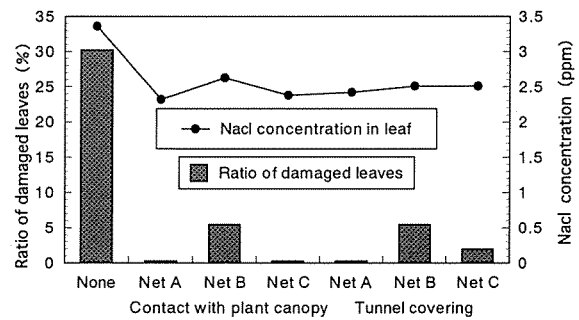 35
30
25
20
15
10
5
0
Ratio of damaged leaves (%)
3.5
3
2.5
2
1.5
1
0.5
0
Nacl concentration (ppm)
Nacl concentration in leaf
Ratio of damaged leaves
None Net A Net B Net C Net A Net B Net C
Contact with plant canopy Tunnel covering